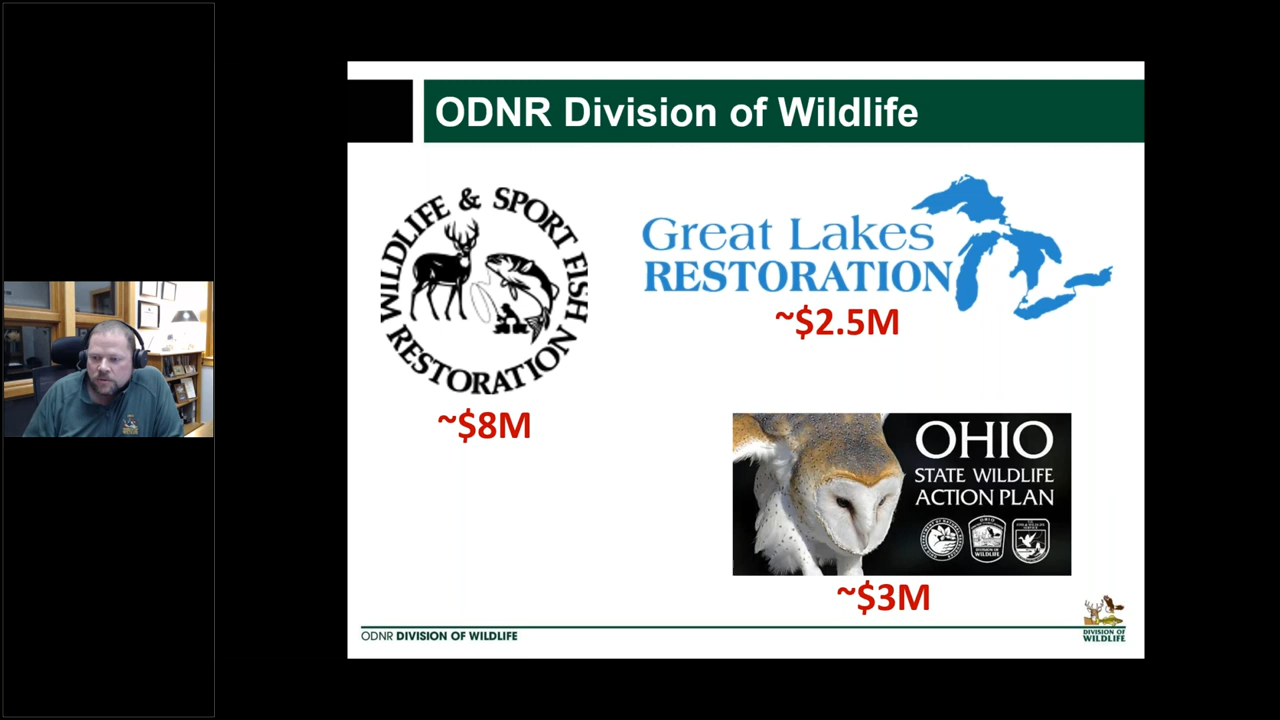 ODNR Division of Wildlife
WILDLIFE & SPORT FISH
RESTORATION
~$8M
Great Lakes
RESTORATION
~$2.5M
OHIO
STATE WILDLIFE
ACTION PLAN
~$3M
ODNR DIVISION OF WILDLIFE
DIVISION OF
WILDLIFE